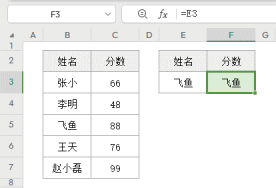 F3 fx =E3
A B C D E F G
1
2 姓名 分数 姓名 分数
3 张小 66 飞鱼 飞鱼
4 李明 48
5 飞鱼 88
6 王天 76
7 赵小磊 99
8